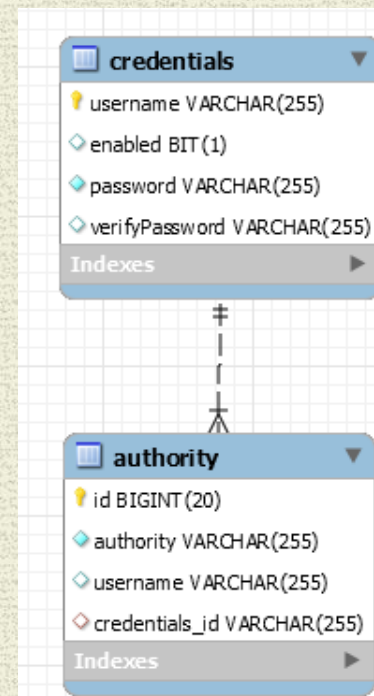 credentials
username VARCHAR(255)
enabled BIT(1)
password VARCHAR(255)
verifyPassword VARCHAR(255)
Indexes
authority
id BIGINT(20)
authority VARCHAR(255)
username VARCHAR(255)
credentials_id VARCHAR(255)
Indexes